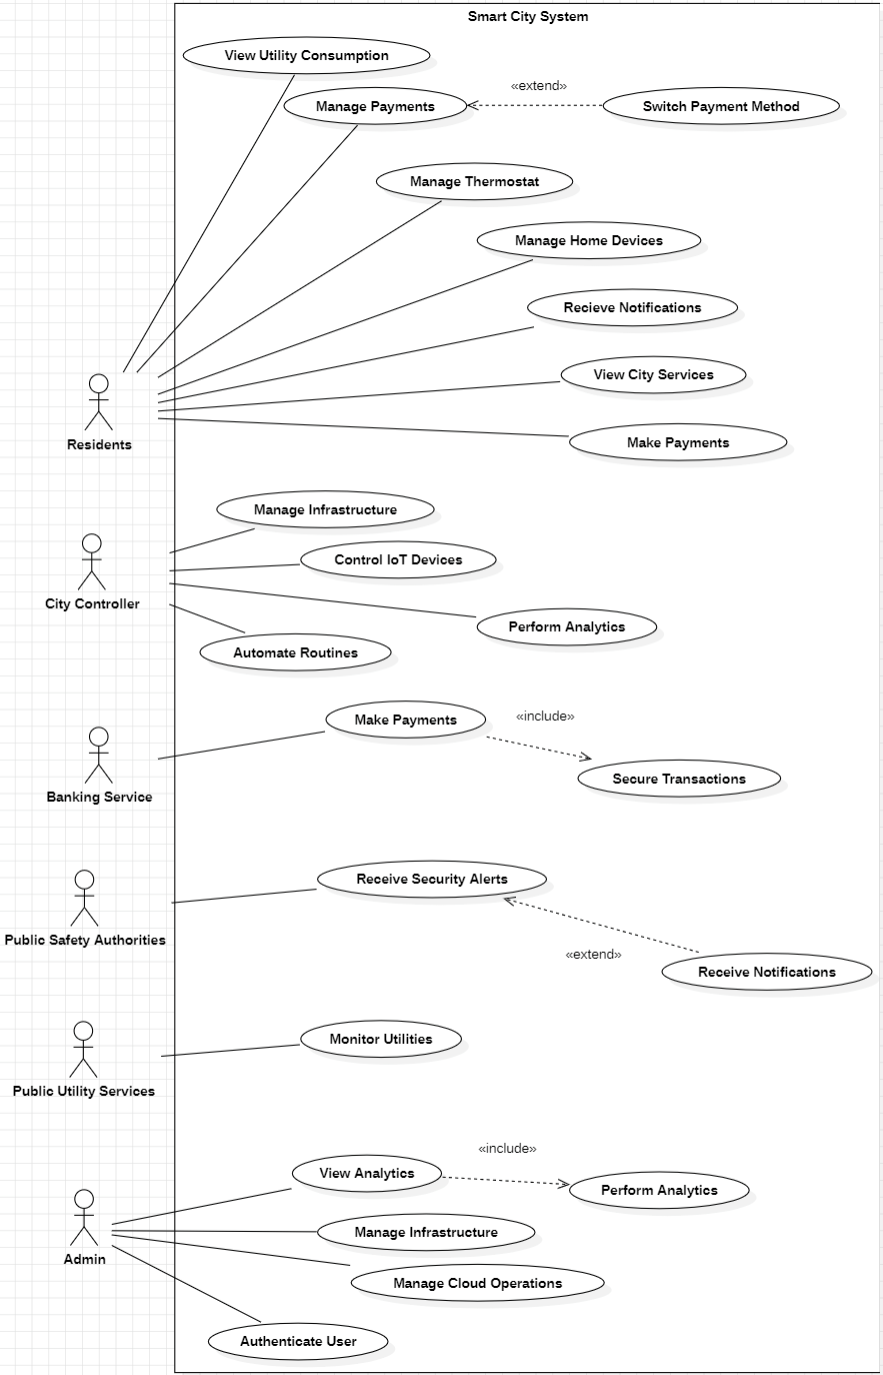 Smart City System
View Utility Consumption
«extend»
Manage Payments
Switch Payment Method
Manage Thermostat
Manage Home Devices
Recieve Notifications
View City Services
Make Payments
Residents
Manage Infrastructure
Control IoT Devices
City Controller
Perform Analytics
Automate Routines
Make Payments
«include»
Secure Transactions
Banking Service
Receive Security Alerts
Public Safety Authorities
«extend»
Receive Notifications
Monitor Utilities
Public Utility Services
«include»
View Analytics
Perform Analytics
Manage Infrastructure
Admin
Manage Cloud Operations
Authenticate User